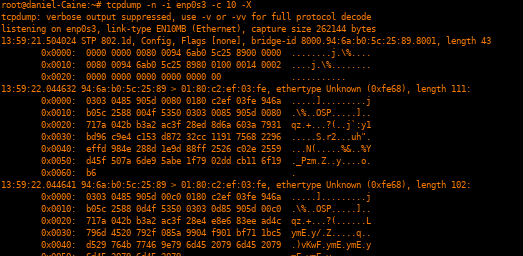 root@daniel-Caine:~# tcpdump -n -i enp0s3 -c 10 -X
tcpdump: verbose output suppressed, use -v or -vv for full protocol decode
listening on enp0s3, link-type EN10MB (Ethernet), capture size 262144 bytes
13:59:21.504024 STP 802.1d, Config, Flags [none], bridge-id 8000.94:6a:b0:5c:25:89.8001, length 43
0x0000:  0000 0000 0080 0094 6ab0 5c25 8900 0000  ........j.\%....
0x0010:  0080 0094 6ab0 5c25 8980 0100 0014 0002  ....j.\%........
0x0020:  0000 0000 0000 0000 0000 00  ...........
13:59:22.044632 94:6a:b0:5c:25:89 > 01:80:c2:ef:03:fe, ethertype Unknown (0xfe68), length 111:
0x0000:  0303 0485 905d 0000 0180 c2ef 03fe 946a  .....].........j
0x0010:  b05c 2588 004f 5350 0303 0085 905d 0080  .\%..OSP.....]..
0x0020:  717a 042b b3a2 ac3f 28ed 8d6a 603a 7931  qz.+...?(..j`:y1
0x0030:  bd96 c9e4 c153 d872 32cc 1191 7568 2296  .....S.r2...uh".
0x0040:  effd 984e 288d 1e9d 88ff 2526 c02e 2559  ...N(.....%&..%Y
0x0050:  d45f 507a 6de9 5abe 1f79 02dd cb11 6f19  ._Pzm.Z..y....o.
0x0060:  b6  .
13:59:22.044641 94:6a:b0:5c:25:89 > 01:80:c2:ef:03:fe, ethertype Unknown (0xfe68), length 102:
0x0000:  0303 0485 905d 00c0 0180 c2ef 03fe 946a  .....].........j
0x0010:  b05c 2588 0d4f 5350 0303 0d85 905d 00c0  .\%..OSP.....]..
0x0020:  717a 042b b3a2 ac3f 28e4 e8e6 83ee ad4c  qz.+...?(......L
0x0030:  796d 4520 792f 085a 9904 f901 bf71 1bc5  ymE.y/.Z.....q..
0x0040:  d529 764b 7746 9e79 6d45 2079 6d45 2079  .)vKwF.ymE.ymE.y